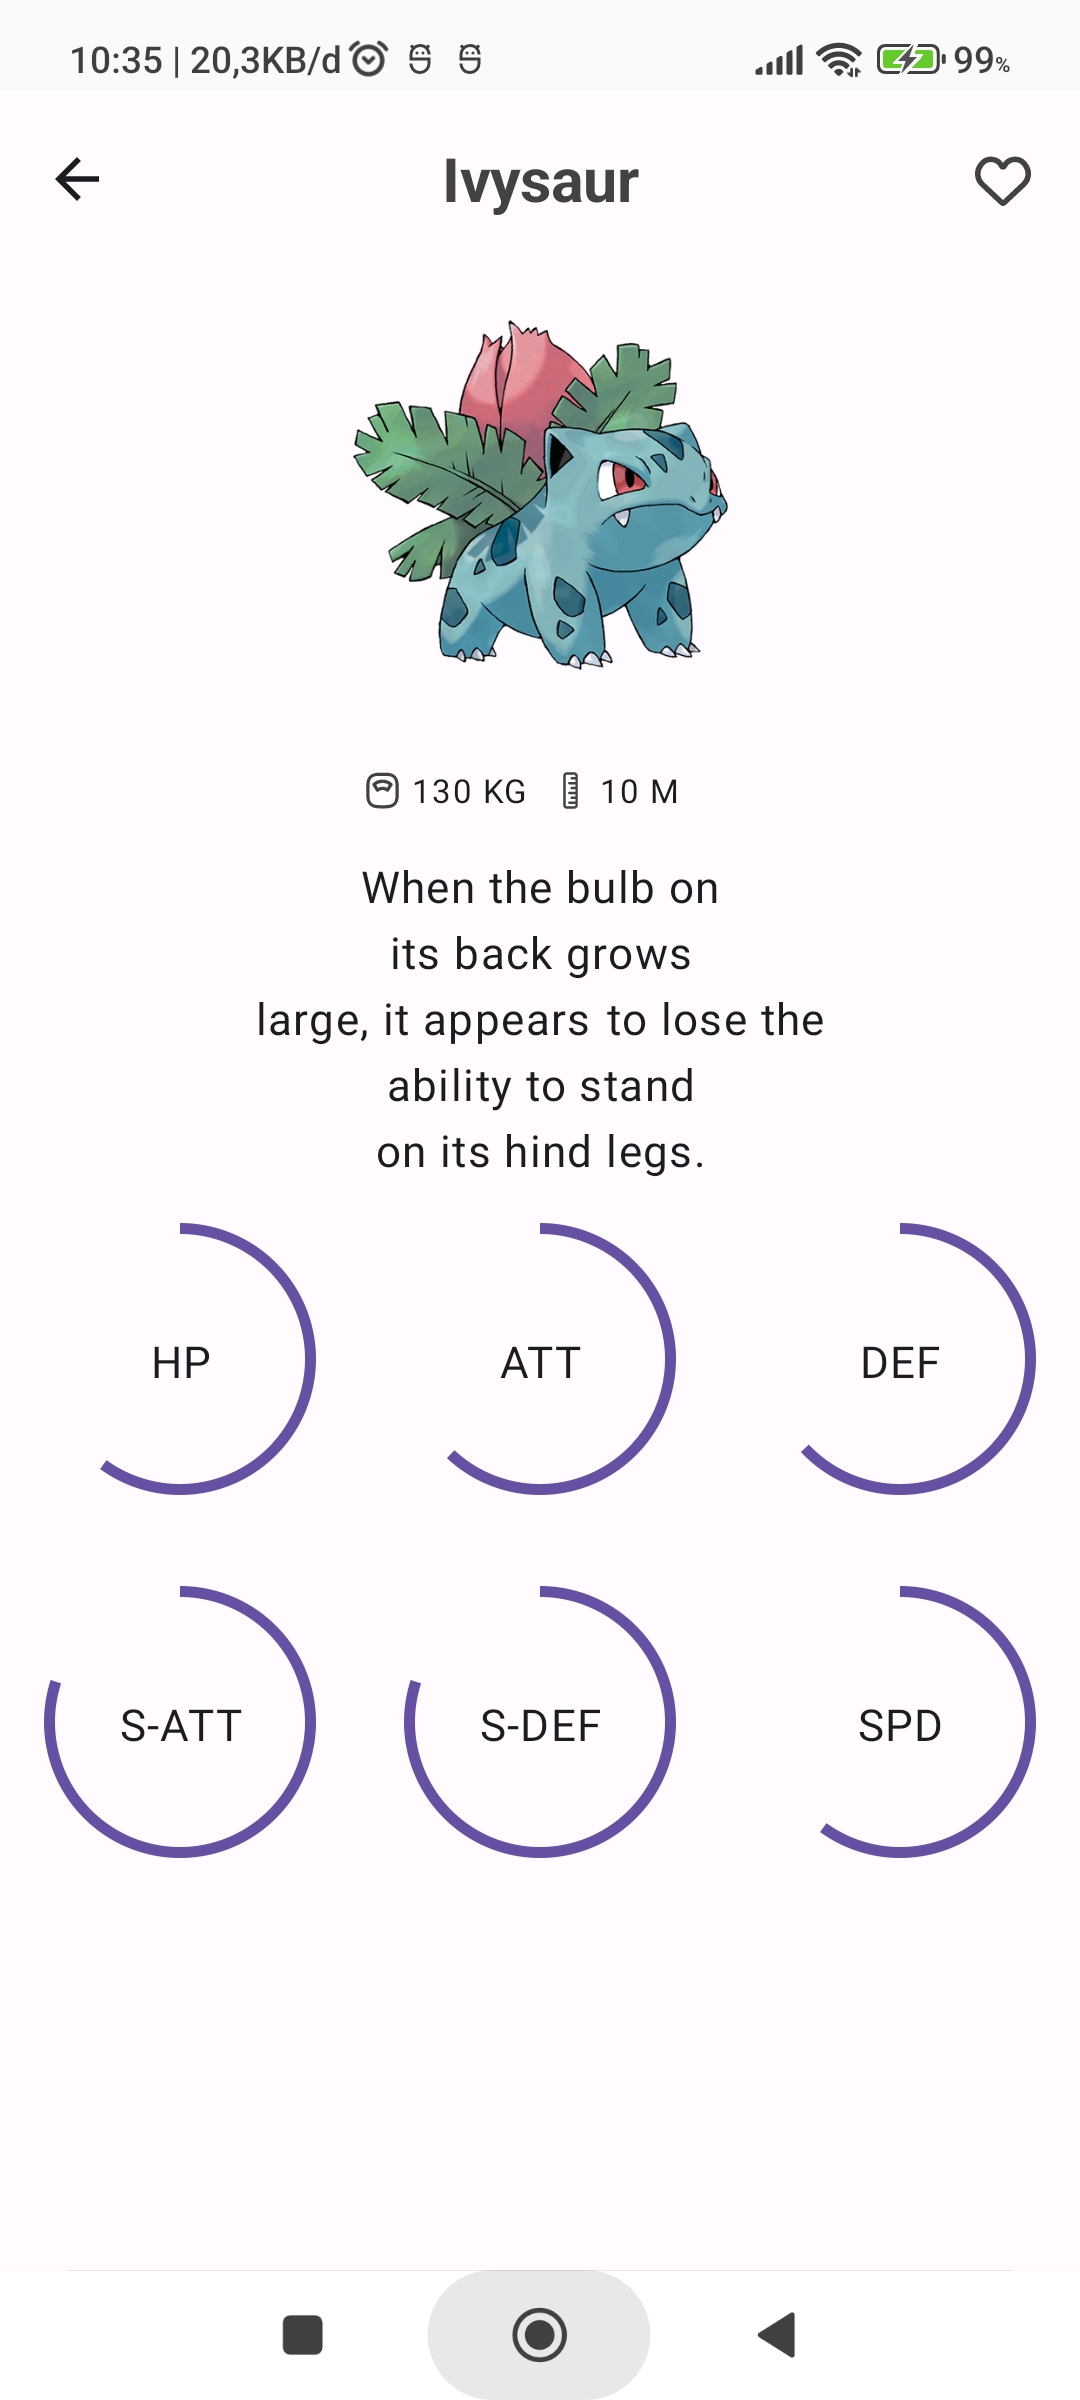 10:35 | 20,3KB/d 99%
Ivysaur
130 KG 10 M
When the bulb on
its back grows
large, it appears to lose the
ability to stand
on its hind legs.
HP ATT DEF
S-ATT S-DEF SPD